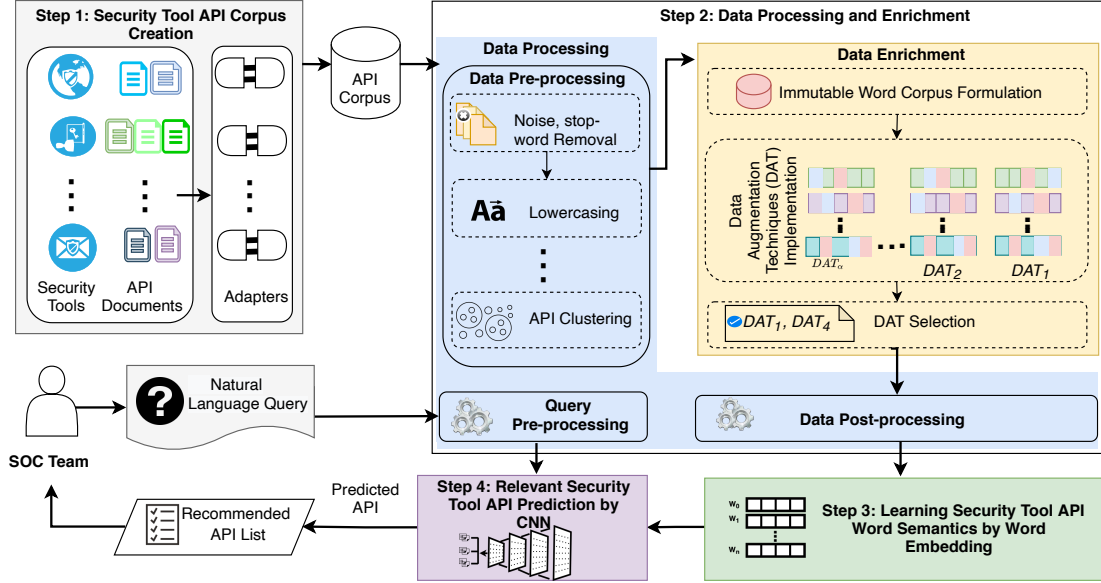 Step 1: Security Tool API Corpus
Creation
Security
Tools
API
Documents
Adapters
API
Corpus
Step 2: Data Processing and Enrichment
Data Processing
Data Pre-processing
Noise, stop-
word Removal
Aa
Lowercasing
API Clustering
Data Enrichment
Immutable Word Corpus Formulation
Data
Augmentation
Techniques (DAT)
Implementation
DATα
DAT2
DAT1
DAT1, DAT4
DAT Selection
?
Natural
Language Query
Query
Pre-processing
Data Post-processing
SOC Team
Recommended
API List
Predicted
API
Step 4: Relevant Security
Tool API Prediction by
CNN
w0
w1
wn
Step 3: Learning Security Tool API
Word Semantics by Word
Embedding